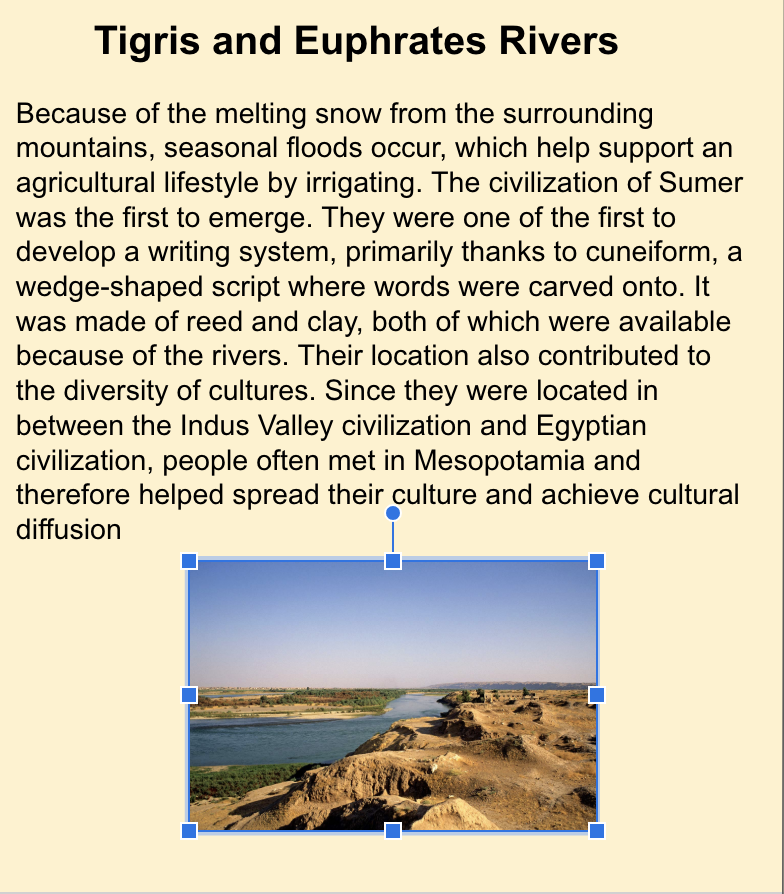 Tigris and Euphrates Rivers
Because of the melting snow from the surrounding
mountains, seasonal floods occur, which help support an
agricultural lifestyle by irrigating. The civilization of Sumer
was the first to emerge. They were one of the first to
develop a writing system, primarily thanks to cuneiform, a
wedge-shaped script where words were carved onto. It
was made of reed and clay, both of which were available
because of the rivers. Their location also contributed to
the diversity of cultures. Since they were located in
between the Indus Valley civilization and Egyptian
civilization, people often met in Mesopotamia and
therefore helped spread their culture and achieve cultural
diffusion